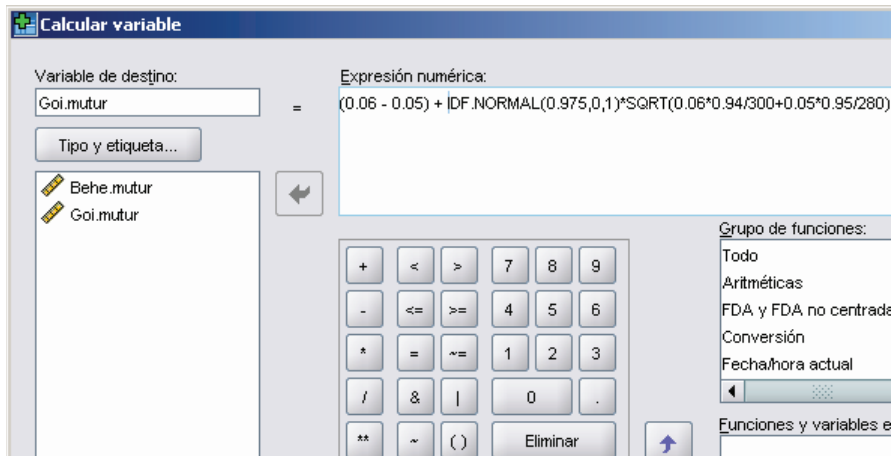 Calcular variable
Variable de destino:
Goi.mutur
=
Expresión numérica:
(0.06 - 0.05) + IDF.NORMAL(0.975,0,1)*SQRT(0.06*0.94/300+0.05*0.95/280)
Tipo y etiqueta...
Behe.mutur
Goi.mutur
+ < > 7 8 9
- <= >= 4 5 6
* = ~= 1 2 3
/ & | 0 .
** ~ ( ) Eliminar
Grupo de funciones:
Todo
Aritméticas
FDA y FDA no centrada
Conversión
Fecha/hora actual
Funciones y variables e